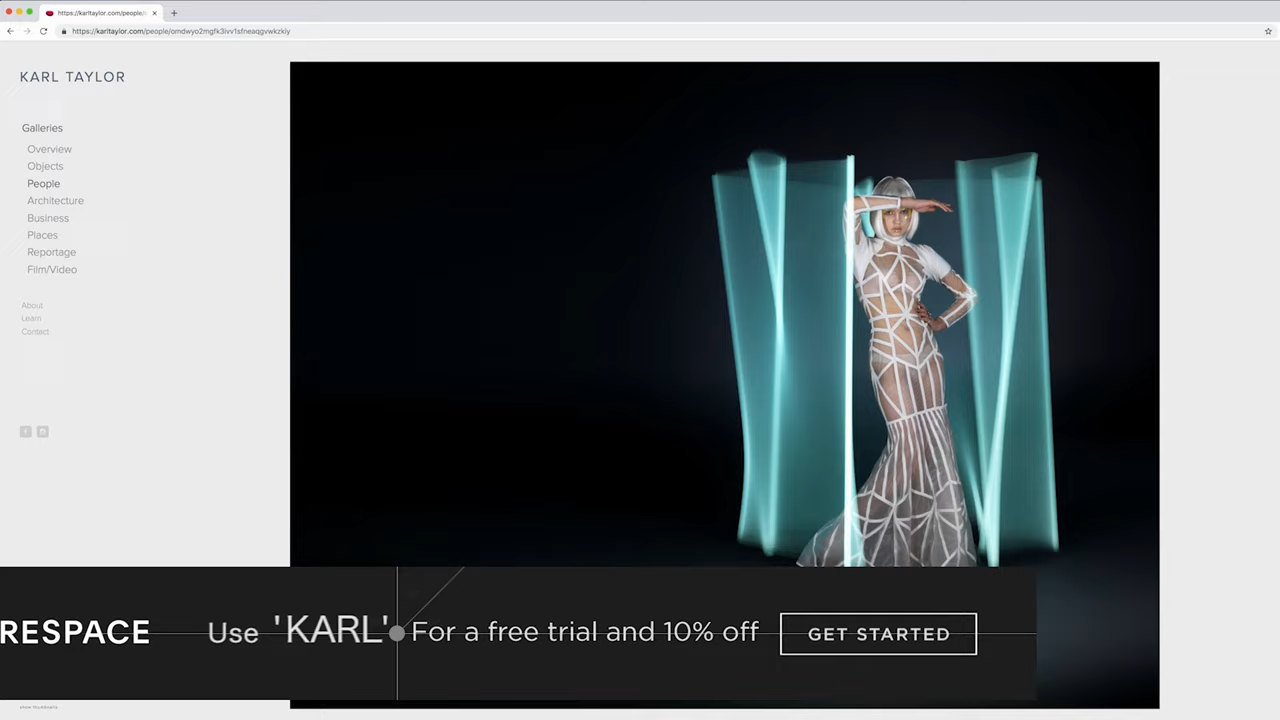 https://karltaylor.com/people/
https://karltaylor.com/people/omdwyo2mgfk3ivv1sfneaqgvwkzkiy
KARL TAYLOR
Galleries
Overview
Objects
People
Architecture
Business
Places
Reportage
Film/Video
About
Learn
Contact
RESPACE Use 'KARL' For a free trial and 10% off GET STARTED